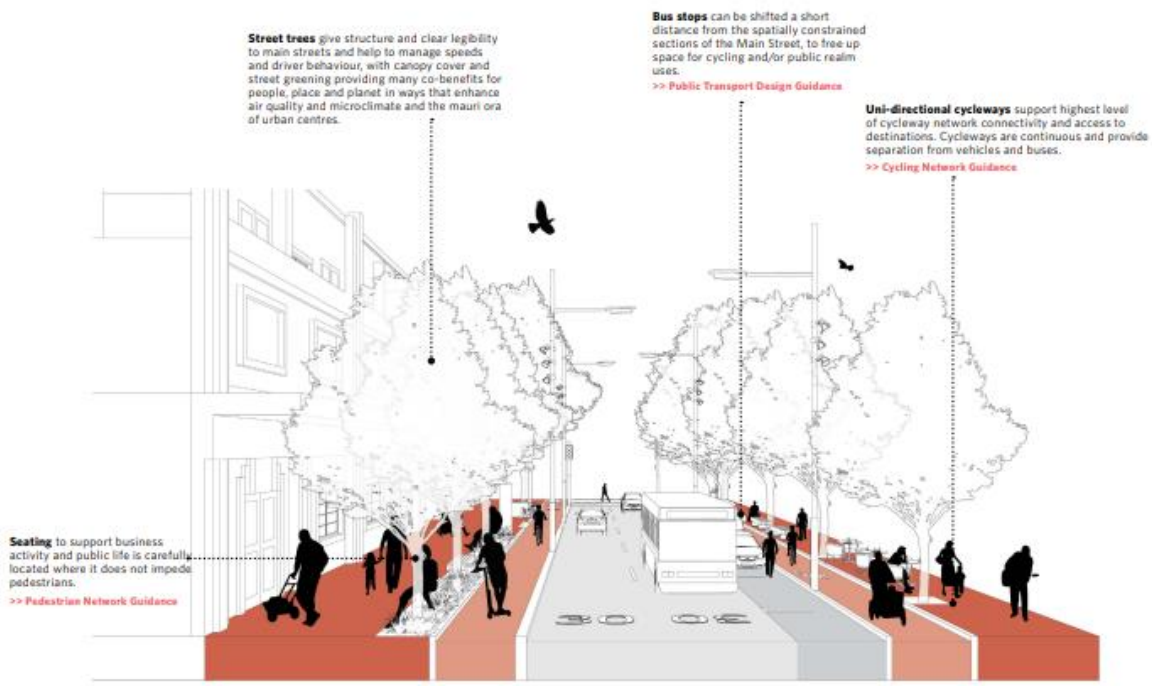 Street trees give structure and clear legibility
to main streets and help to manage speeds
and driver behaviour, with canopy cover and
street greening providing many co-benefits for
people, place and planet in ways that enhance
air quality and microclimate and the mauri ora
of urban centres.
Bus stops can be shifted a short
distance from the spatially constrained
sections of the Main Street, to free up
space for cycling and/or public realm
uses.
>> Public Transport Design Guidance
Uni-directional cycleways support highest level
of cycleway network connectivity and access to
destinations. Cycleways are continuous and provide
separation from vehicles and buses.
>> Cycling Network Guidance
Seating to support business
activity and public life is carefully
located where it does not impede
pedestrians.
>> Pedestrian Network Guidance
30 30